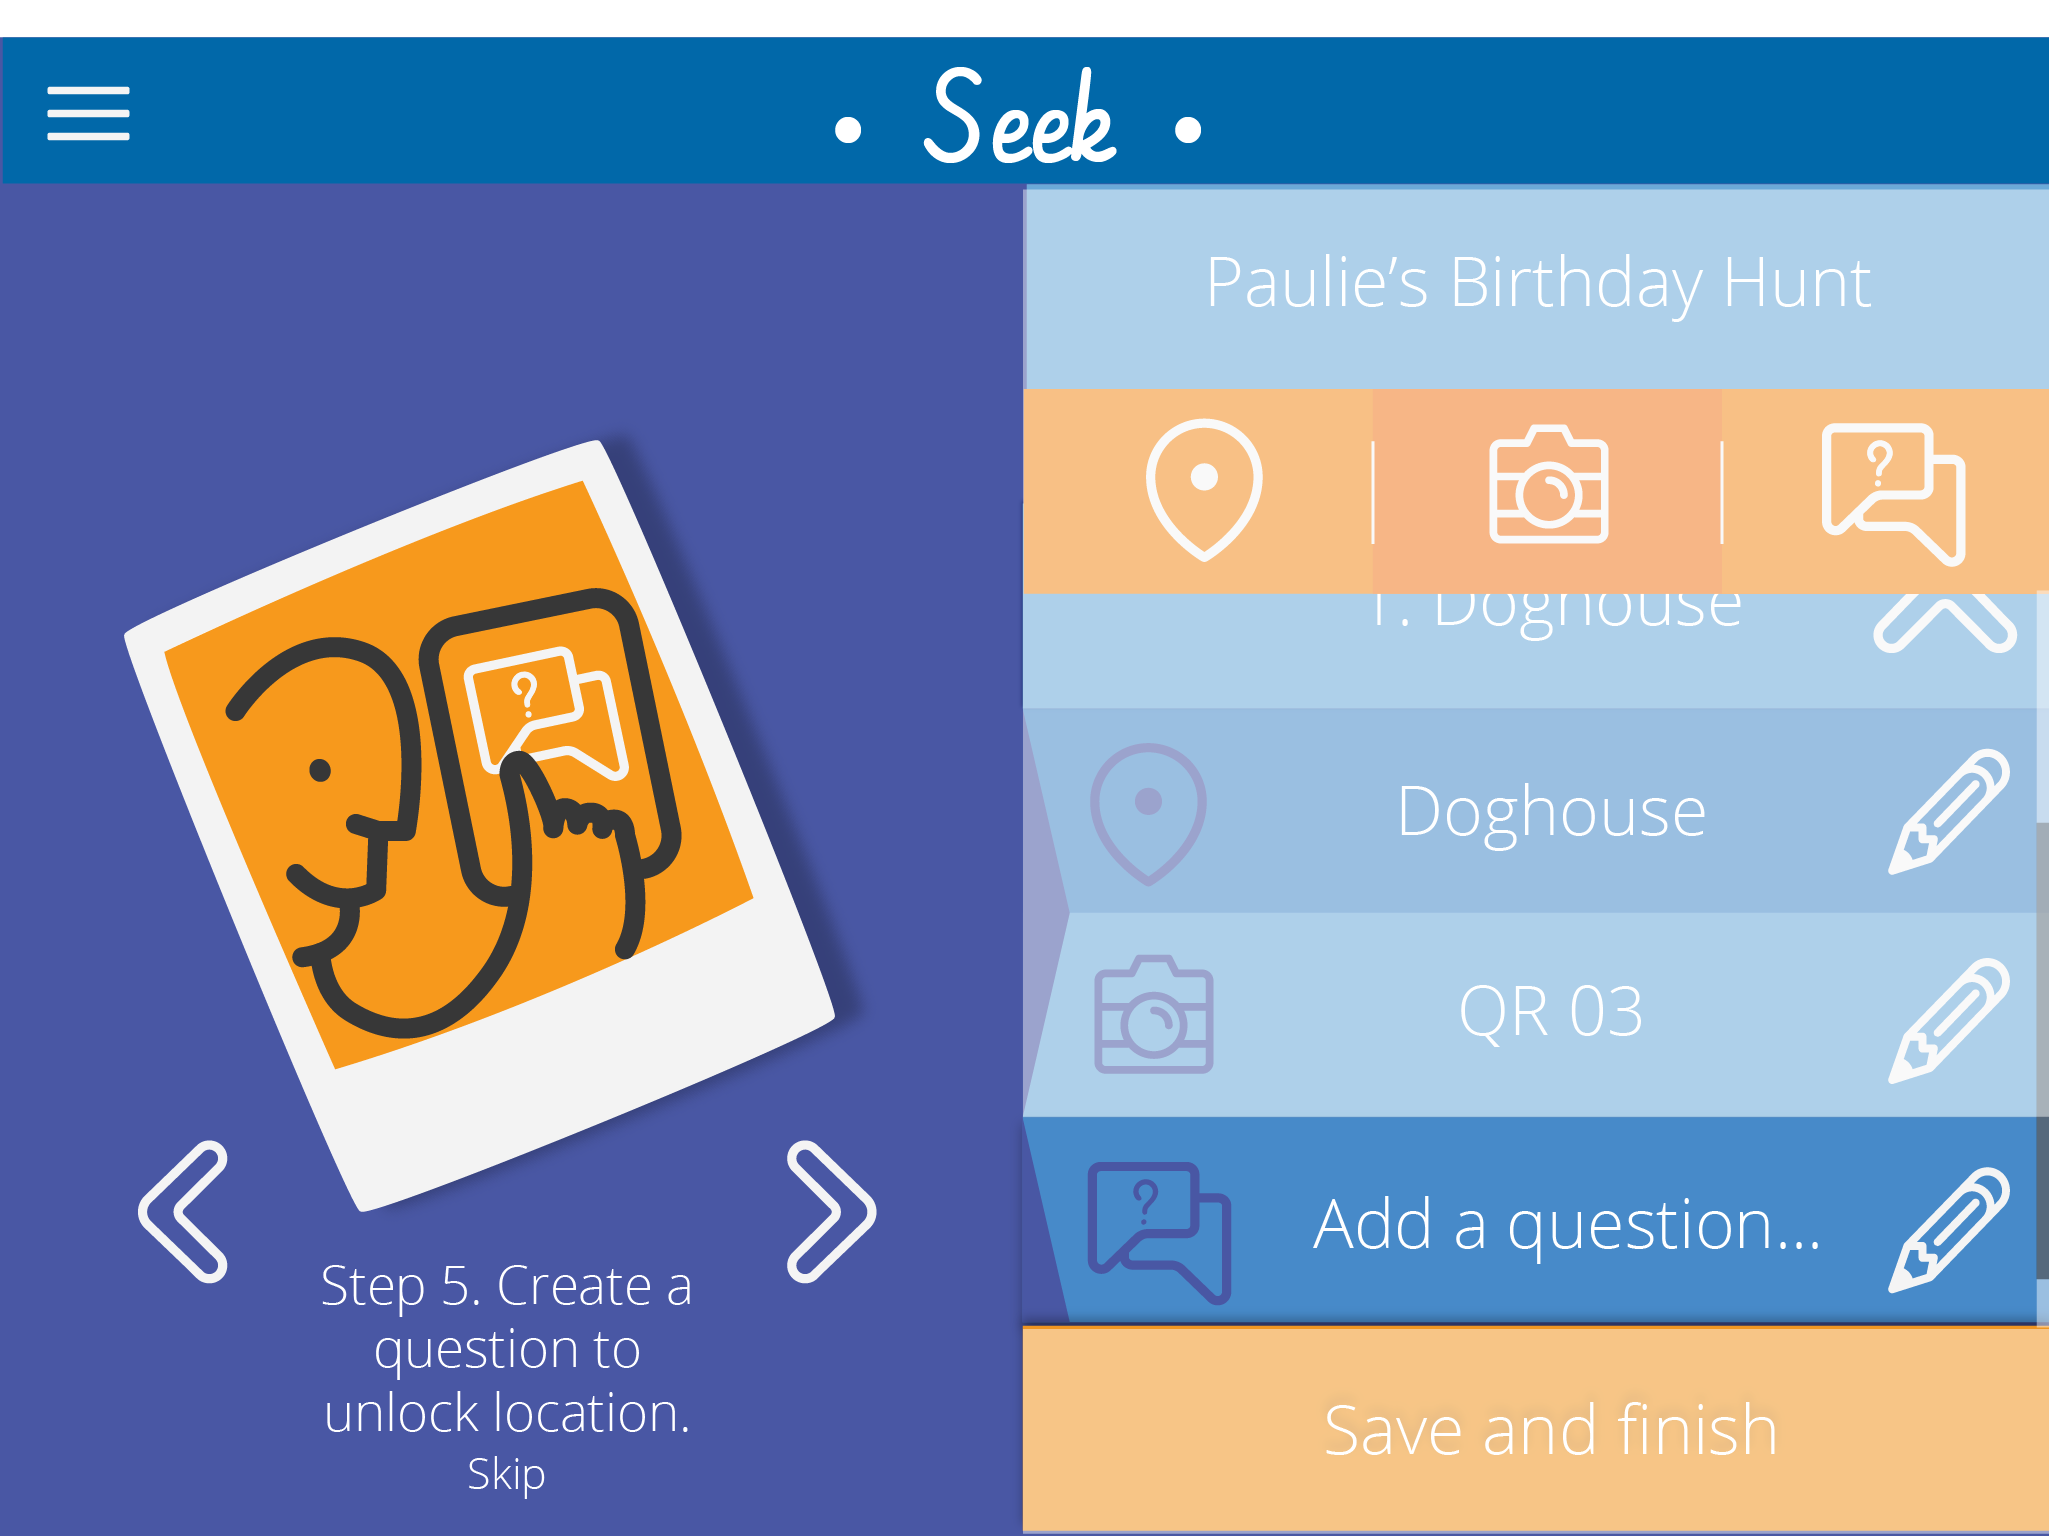 • Seek •
Paulie’s Birthday Hunt
?
1. Doghouse
Doghouse
QR 03
?
Add a question...
Save and finish
?
Step 5. Create a
question to
unlock location.
Skip